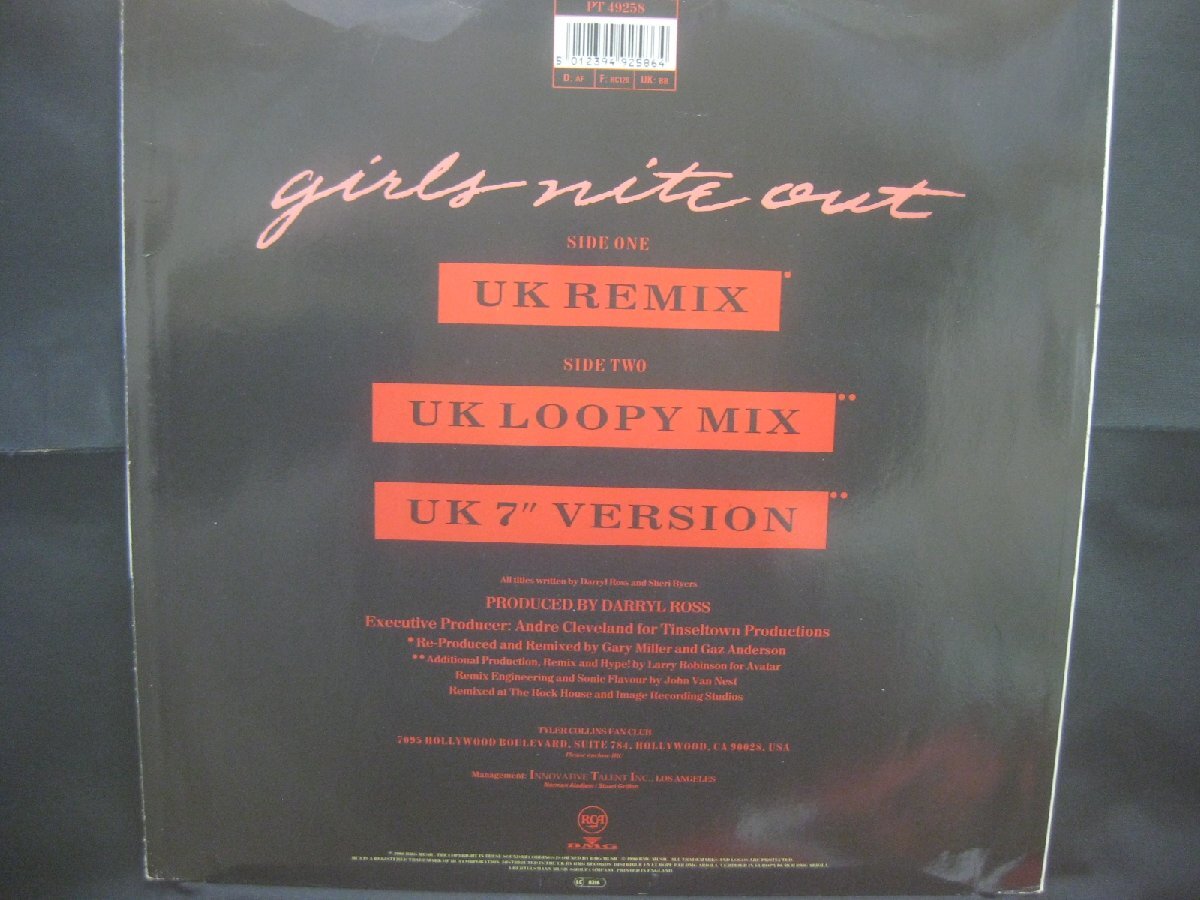 PT 49258
5 012394 925864
D: AF F: RC120 UK: BB
girls nite out
SIDE ONE
UK REMIX *
SIDE TWO
UK LOOPY MIX **
UK 7" VERSION **
All titles written by Darryl Ross and Sheri Byers
PRODUCED BY DARRYL ROSS
Executive Producer: Andre Cleveland for Tinseltown Productions
* Re-Produced and Remixed by Gary Miller and Gaz Anderson
** Additional Production, Remix and Hype! by Larry Robinson for Avatar
Remix Engineering and Sonic Flavour by John Van Nest
Remixed at The Rock House and Image Recording Studios
TYLER COLLINS FAN CLUB
7095 HOLLYWOOD BOULEVARD, SUITE 784, HOLLYWOOD, CA 90028, USA
Please enclose IRC
Management: INNOVATIVE TALENT INC., LOS ANGELES
RCA
BMG